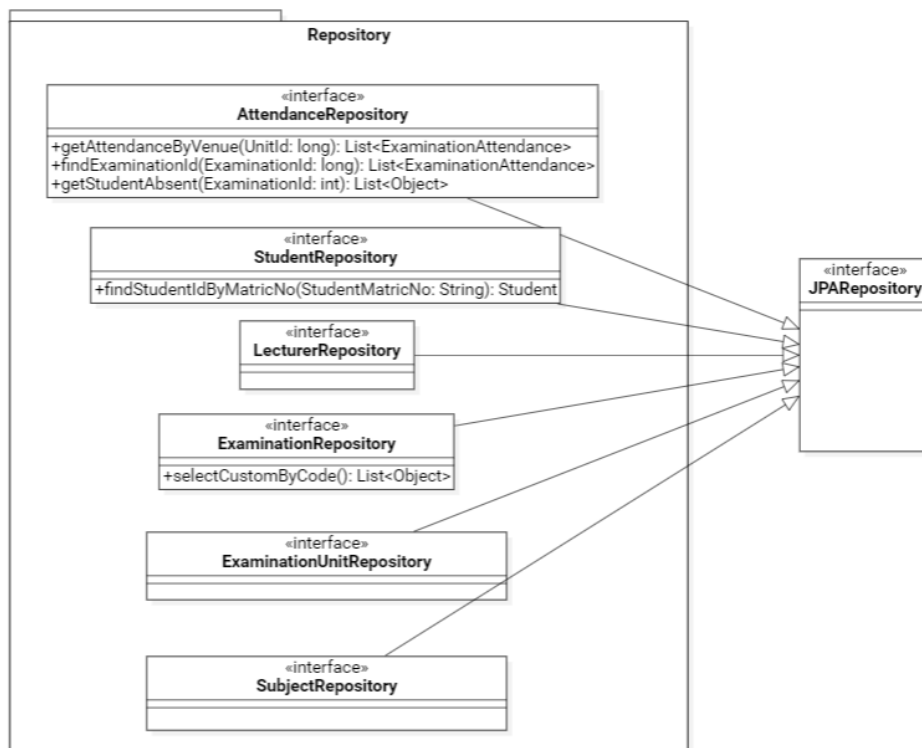 Repository
«interface»
AttendanceRepository
+getAttendanceByVenue(UnitId: long): List<ExaminationAttendance>
+findExaminationId(ExaminationId: long): List<ExaminationAttendance>
+getStudentAbsent(ExaminationId: int): List<Object>
«interface»
StudentRepository
+findStudentIdByMatricNo(StudentMatricNo: String): Student
«interface»
JPARepository
«interface»
LecturerRepository
«interface»
ExaminationRepository
+selectCustomByCode(): List<Object>
«interface»
ExaminationUnitRepository
«interface»
SubjectRepository